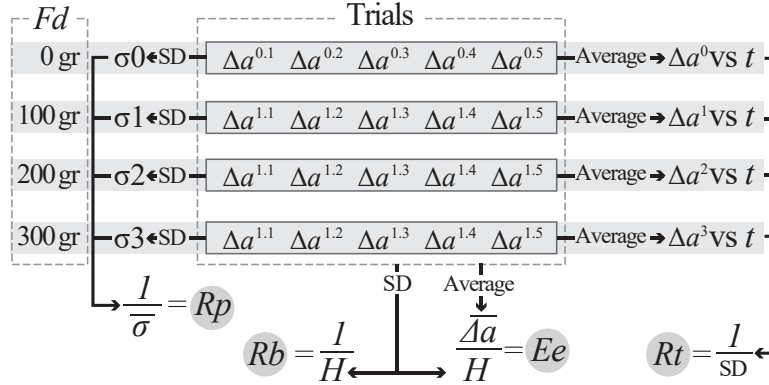 Fd Trials
0 gr σ0 SD Δa^0.1 Δa^0.2 Δa^0.3 Δa^0.4 Δa^0.5 Average Δa^0 vs t
100 gr σ1 SD Δa^1.1 Δa^1.2 Δa^1.3 Δa^1.4 Δa^1.5 Average Δa^1 vs t
200 gr σ2 SD Δa^1.1 Δa^1.2 Δa^1.3 Δa^1.4 Δa^1.5 Average Δa^2 vs t
300 gr σ3 SD Δa^1.1 Δa^1.2 Δa^1.3 Δa^1.4 Δa^1.5 Average Δa^3 vs t
SD Average
1/σ̅ = Rp
Rb = 1/H
Δa̅/H = Ee
Rt = 1/SD